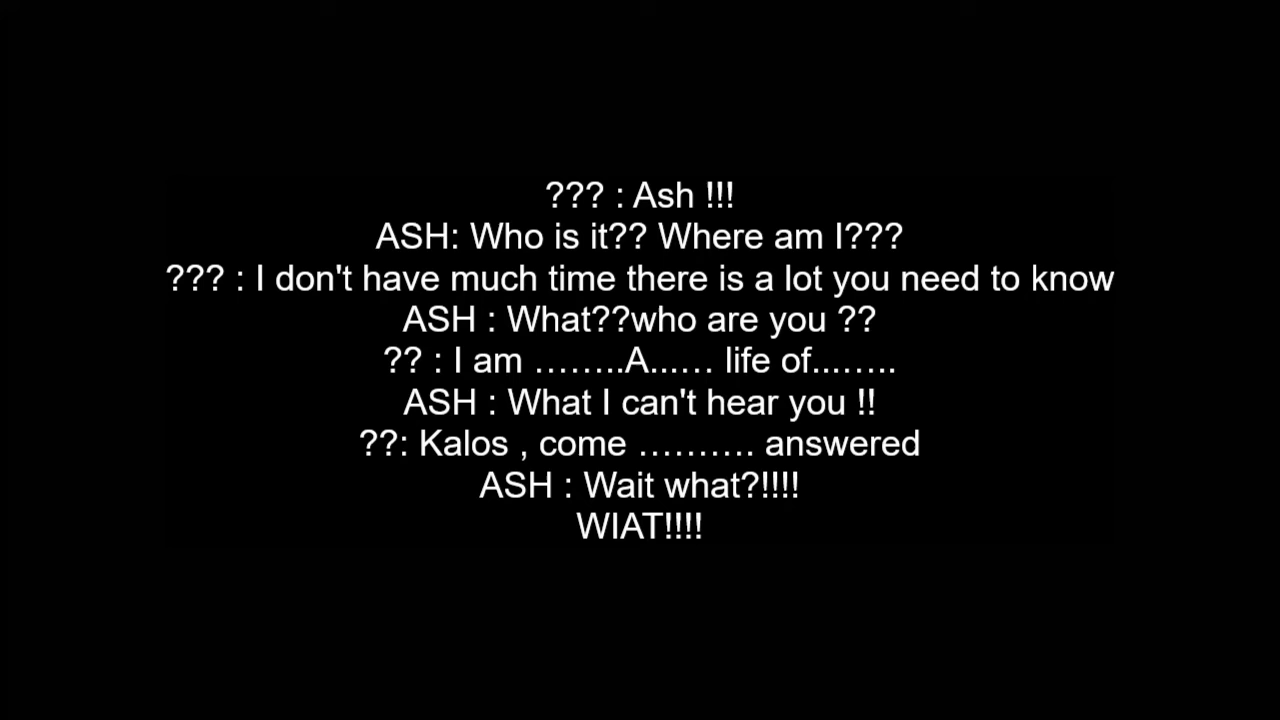 ??? : Ash !!!
ASH: Who is it?? Where am I???
??? : I don't have much time there is a lot you need to know
ASH : What??who are you ??
?? : I am ……..A...… life of...…..
ASH : What I can't hear you !!
??: Kalos , come ………. answered
ASH : Wait what?!!!!
WIAT!!!!